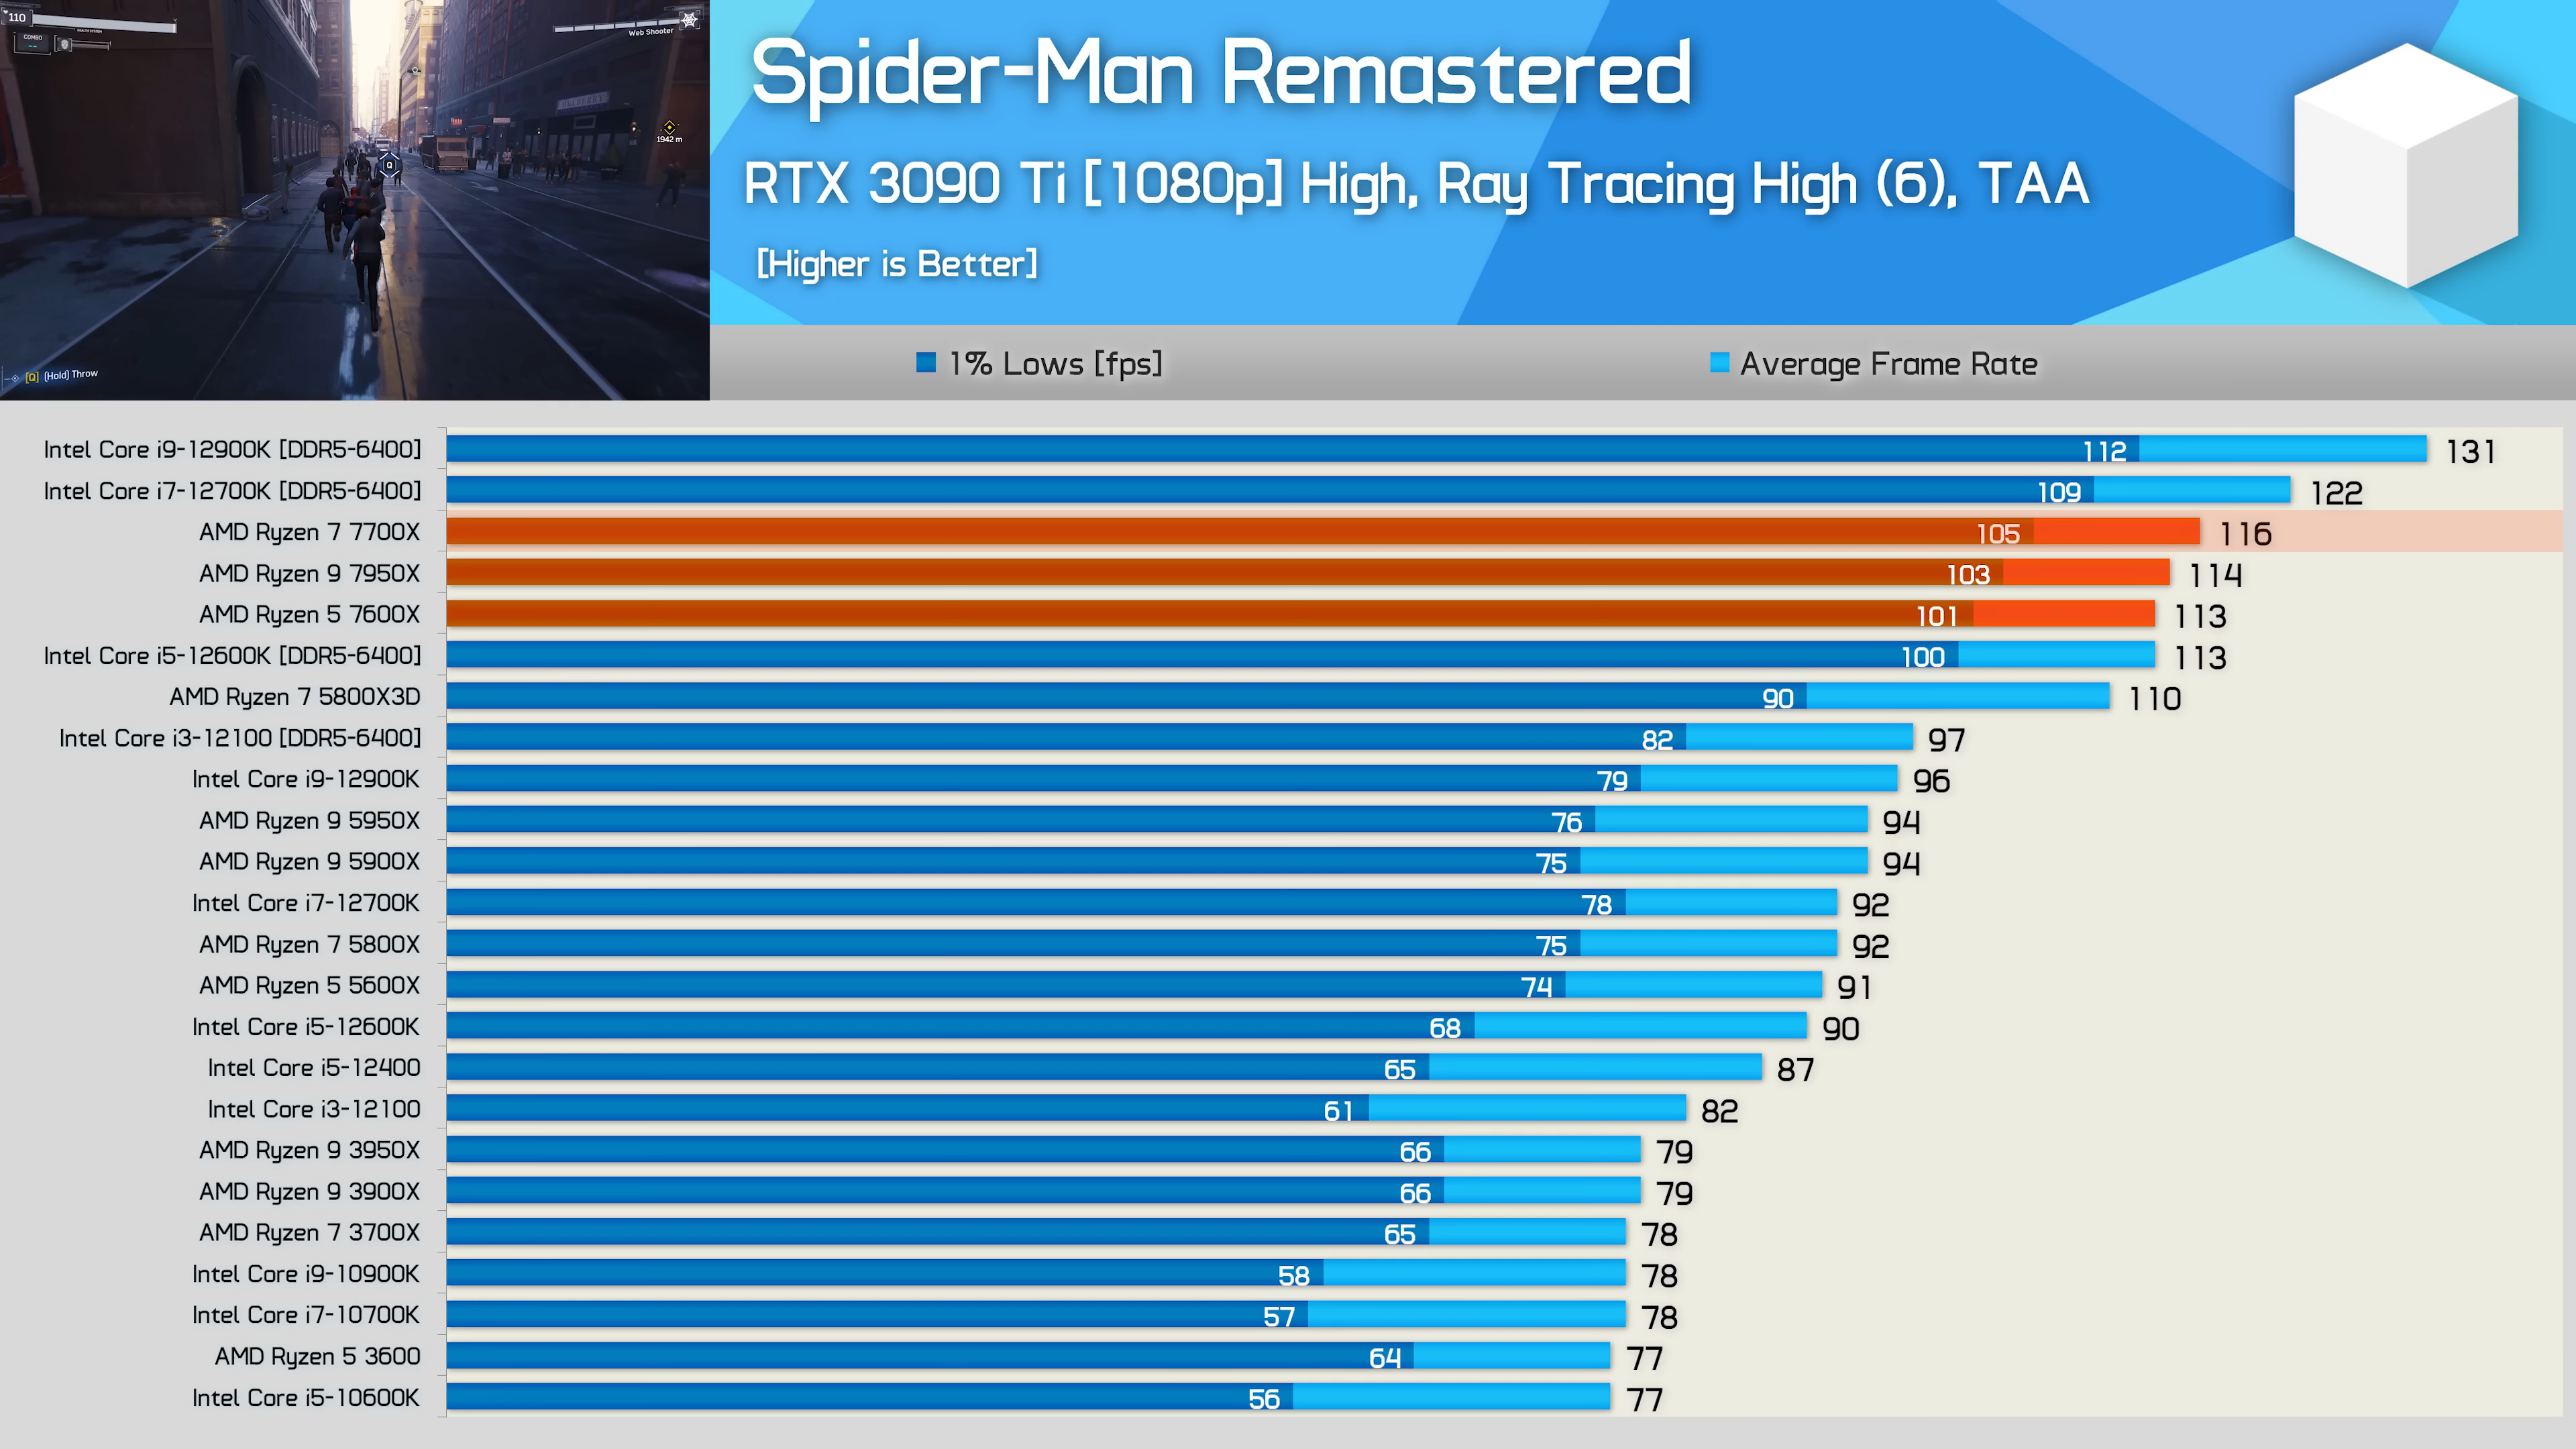 110
COMBO
Web Shooter
1942 m
Q
[Q] (Hold) Throw
Spider-Man Remastered
RTX 3090 Ti [1080p] High, Ray Tracing High (6), TAA
[Higher is Better]
1% Lows [fps] Average Frame Rate
Intel Core i9-12900K [DDR5-6400] 112 131
Intel Core i7-12700K [DDR5-6400] 109 122
AMD Ryzen 7 7700X 105 116
AMD Ryzen 9 7950X 103 114
AMD Ryzen 5 7600X 101 113
Intel Core i5-12600K [DDR5-6400] 100 113
AMD Ryzen 7 5800X3D 90 110
Intel Core i3-12100 [DDR5-6400] 82 97
Intel Core i9-12900K 79 96
AMD Ryzen 9 5950X 76 94
AMD Ryzen 9 5900X 75 94
Intel Core i7-12700K 78 92
AMD Ryzen 7 5800X 75 92
AMD Ryzen 5 5600X 74 91
Intel Core i5-12600K 68 90
Intel Core i5-12400 65 87
Intel Core i3-12100 61 82
AMD Ryzen 9 3950X 66 79
AMD Ryzen 9 3900X 66 79
AMD Ryzen 7 3700X 65 78
Intel Core i9-10900K 58 78
Intel Core i7-10700K 57 78
AMD Ryzen 5 3600 64 77
Intel Core i5-10600K 56 77